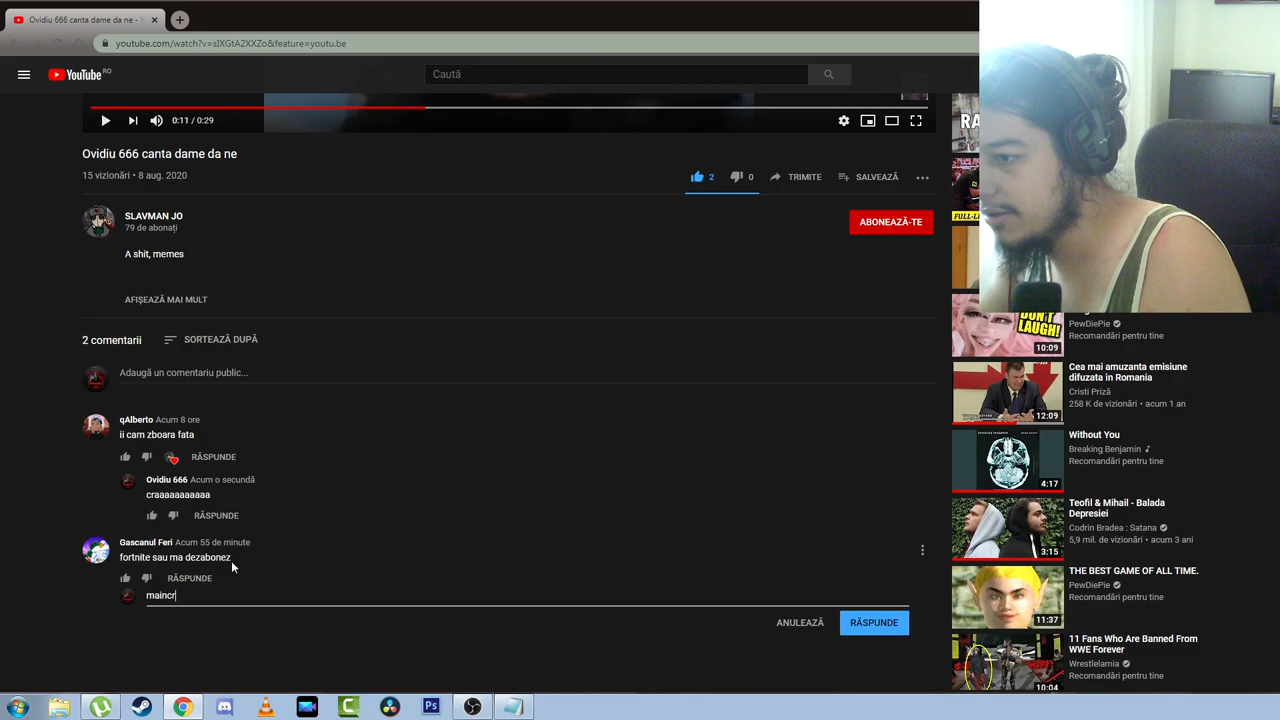 Ovidiu 666 canta dame da ne - Y
youtube.com/watch?v=sIXGtA2XXZo&feature=youtu.be
YouTube RO
Caută
0:11 / 0:29
Ovidiu 666 canta dame da ne
15 vizionări • 8 aug. 2020
2
0
TRIMITE
SALVEAZĂ
SLAVMAN JO
79 de abonați
ABONEAZĂ-TE
A shit, memes
AFIȘEAZĂ MAI MULT
2 comentarii
SORTEAZĂ DUPĂ
Adaugă un comentariu public...
qAlberto Acum 8 ore
ii cam zboara fata
RĂSPUNDE
Ovidiu 666 Acum o secundă
craaaaaaaaaaa
RĂSPUNDE
Gascanul Feri Acum 55 de minute
fortnite sau ma dezabonez
RĂSPUNDE
maincr
ANULEAZĂ
RĂSPUNDE
RA
FULL-L
DON'T
LAUGH!
10:09
PewDiePie
Recomandări pentru tine
12:09
Cea mai amuzanta emisiune
difuzata in Romania
Cristi Priză
258 K de vizionări • acum 1 an
4:17
Without You
Breaking Benjamin
Recomandări pentru tine
3:15
Teofil & Mihail - Balada
Depresiei
Codrin Bradea : Satana
5,9 mil. de vizionări • acum 3 ani
11:37
THE BEST GAME OF ALL TIME.
PewDiePie
Recomandări pentru tine
10:04
11 Fans Who Are Banned From
WWE Forever
Wrestlelamia
Recomandări pentru tine
Ps